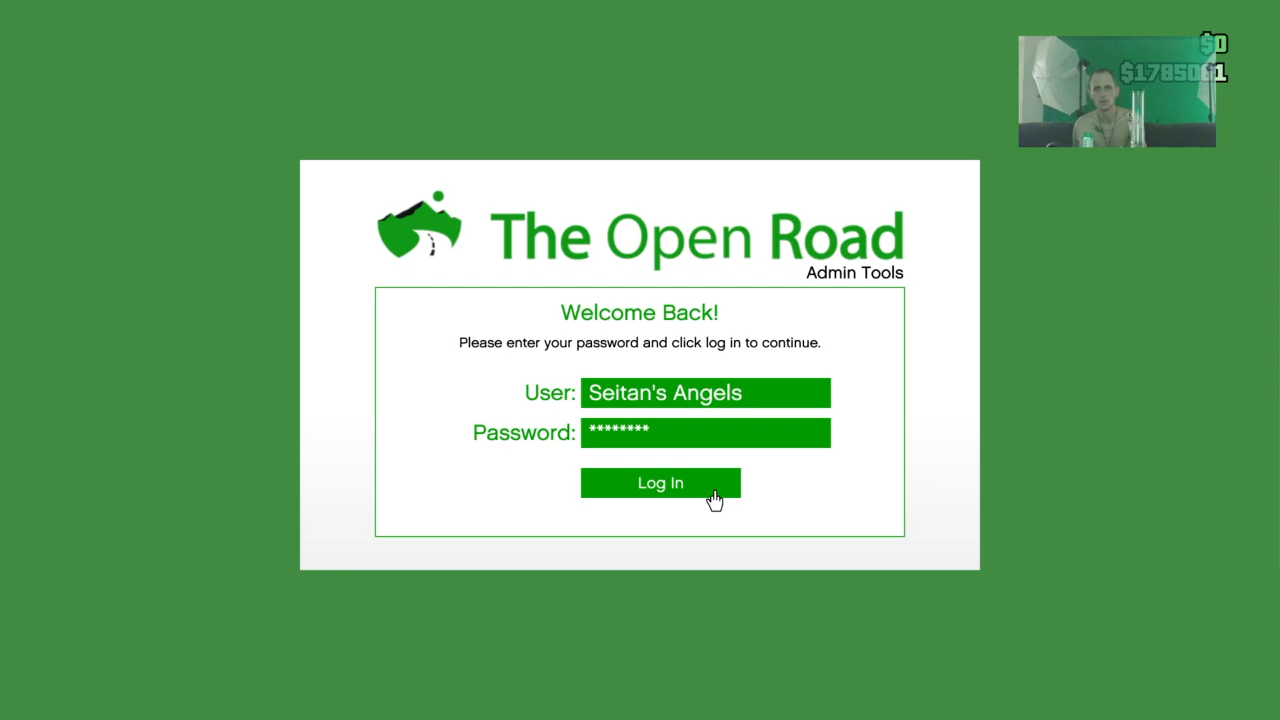 $0
$1785061
The Open Road
Admin Tools
Welcome Back!
Please enter your password and click log in to continue.
User: Seitan's Angels
Password: ********
Log In